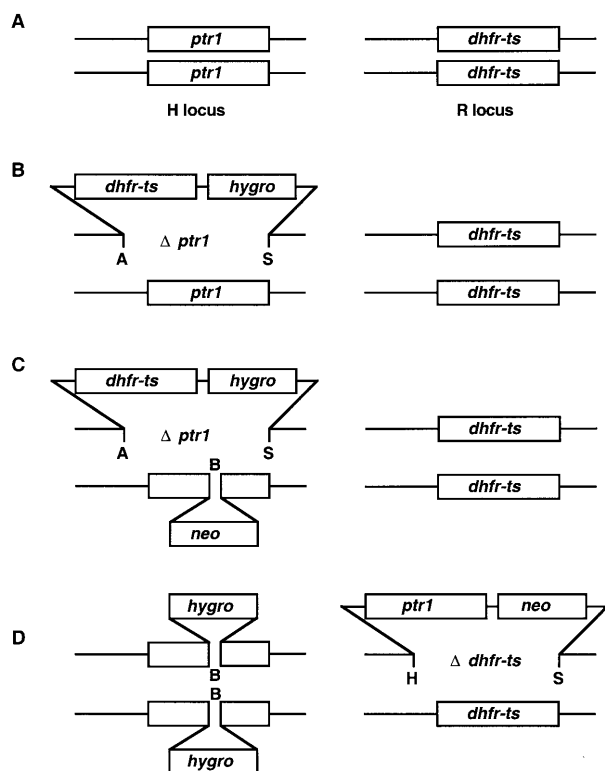 A
ptr1 dhfr-ts
ptr1 dhfr-ts
H locus R locus
B
dhfr-ts hygro
dhfr-ts
Δ ptr1
A S
ptr1 dhfr-ts
C
dhfr-ts hygro
dhfr-ts
Δ ptr1
A S
B
dhfr-ts
neo
D
hygro ptr1 neo
Δ dhfr-ts
B H S
B
dhfr-ts
hygro